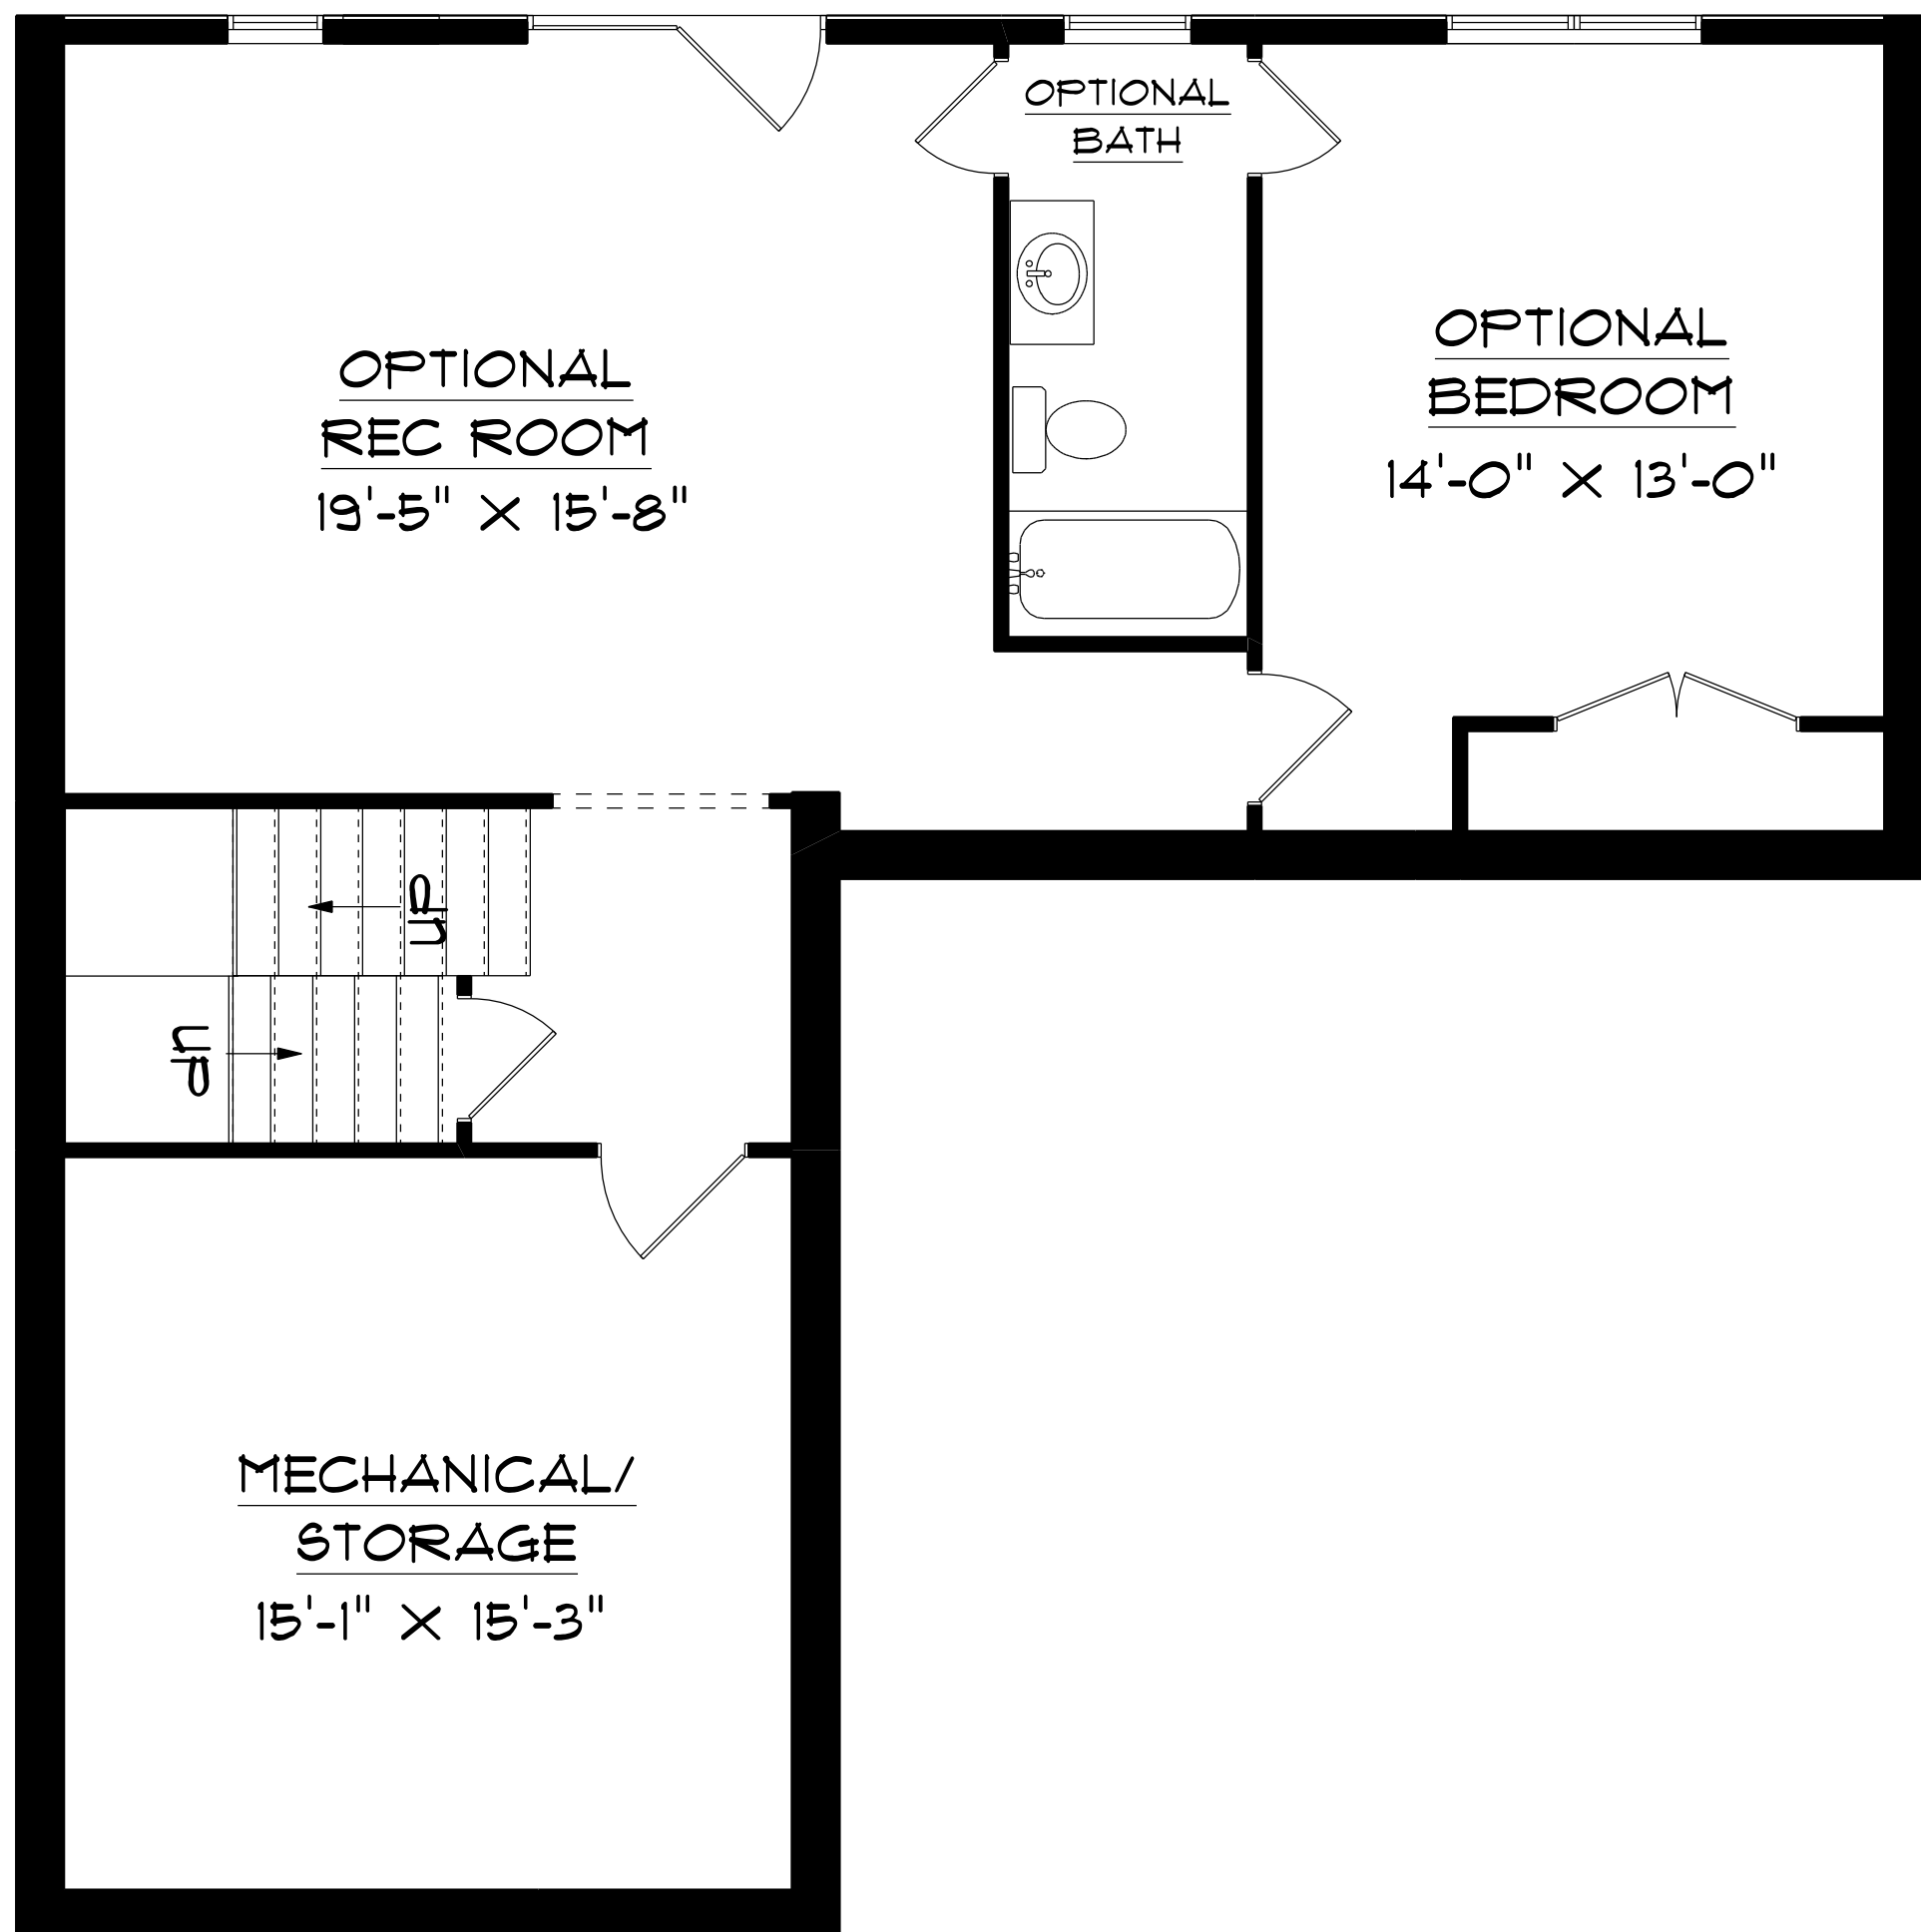 OPTIONAL
BATH
OPTIONAL
REC ROOM
19'-5" X 15'-8"
OPTIONAL
BEDROOM
14'-0" X 13'-0"
UP
UP
MECHANICAL/
STORAGE
15'-1" X 15'-3"